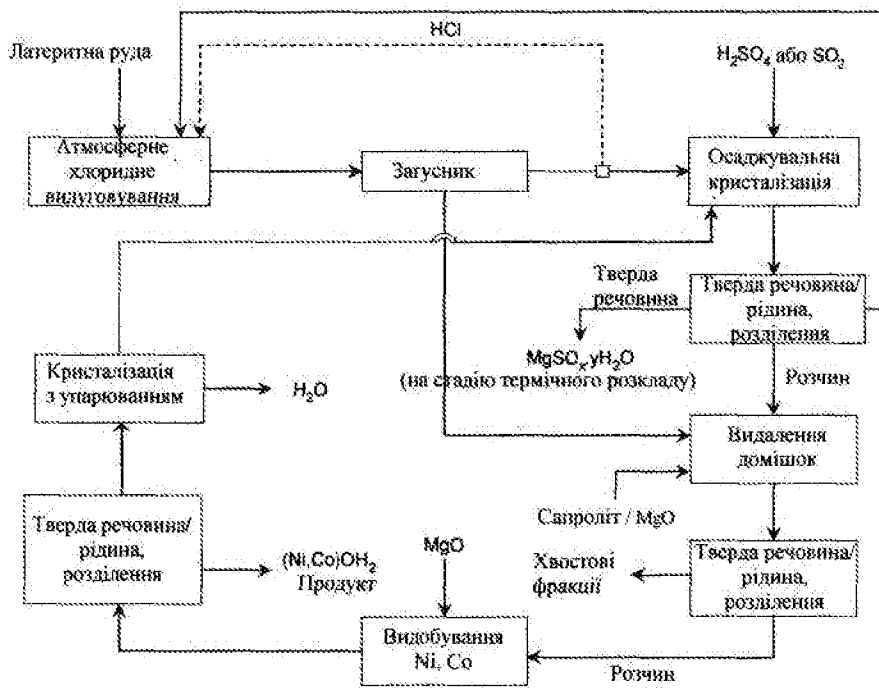 HCl
Латеритна руда
H₂SO₄ або SO₂
Атмосферне
хлоридне
вилуговування
Загусник
Осаджувальна
кристалізація
Тверда
речовина
Тверда речовина/
рідина,
розділення
MgSOₓ.yH₂O
(на стадію термічного розкладу)
Розчин
Кристалізація
з упарюванням
H₂O
Видалення
домішок
Сапроліт / MgO
Тверда речовина/
рідина,
розділення
(Ni,Co)OH₂
Продукт
MgO
Хвостові
фракції
Тверда речовина/
рідина,
розділення
Видобування
Ni, Co
Розчин